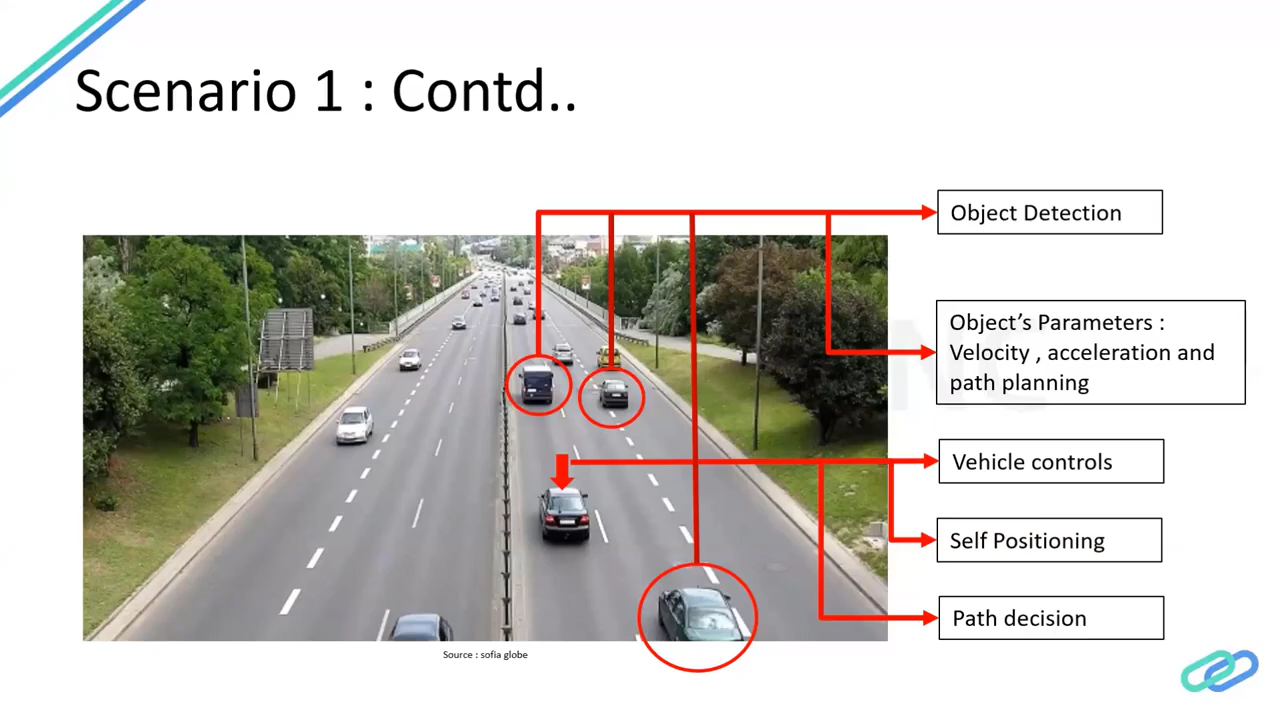 Scenario 1 : Contd..
Object Detection
Object’s Parameters :
Velocity , acceleration and
path planning
Vehicle controls
Self Positioning
Path decision
Source : sofia globe